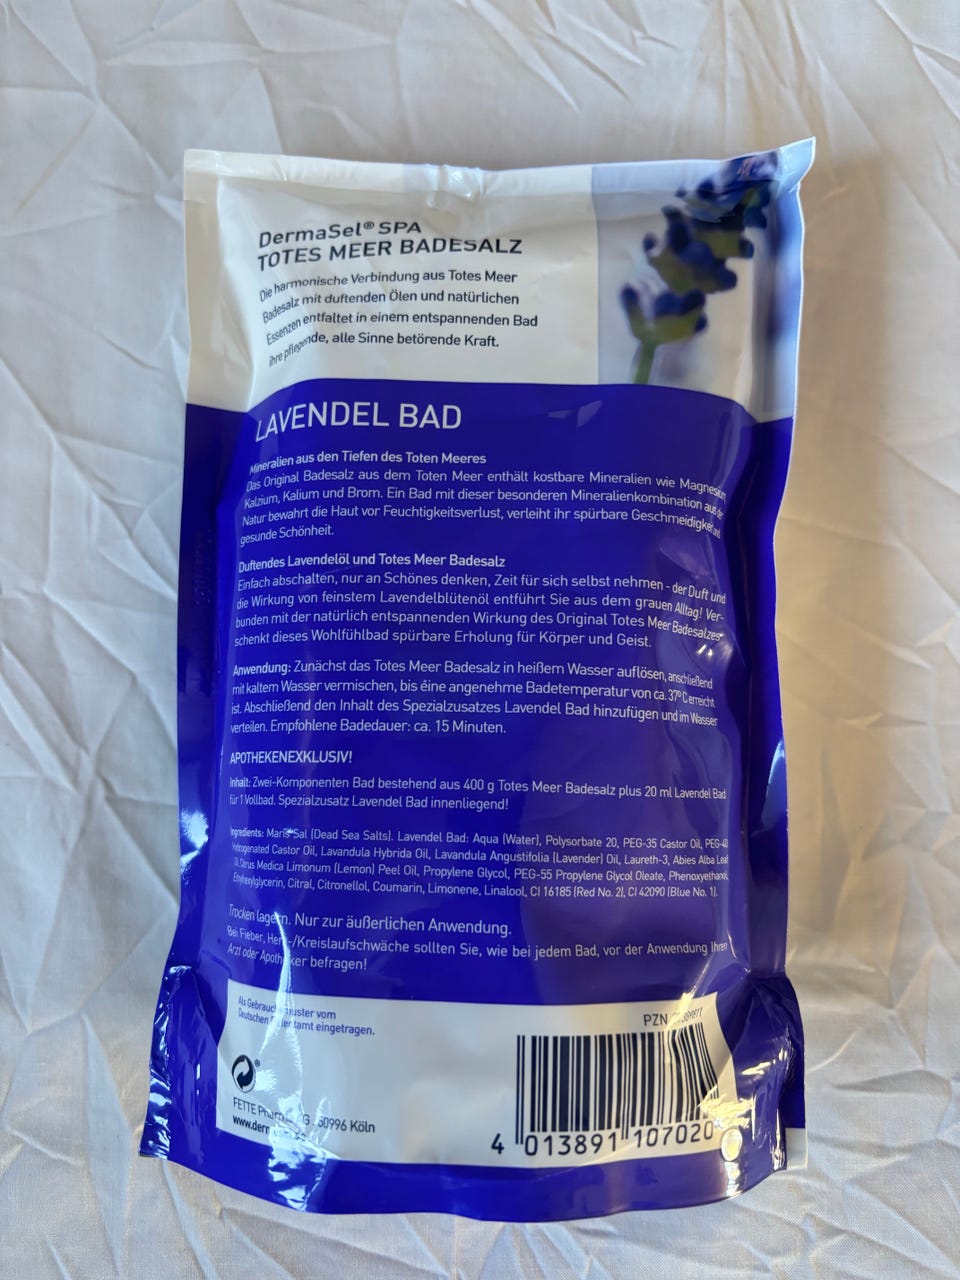 DermaSel® SPA
TOTES MEER BADESALZ
Die harmonische Verbindung aus Totes Meer
Badesalz mit duftenden Ölen und natürlichen
Essenzen entfaltet in einem entspannenden Bad
ihre pflegende, alle Sinne betörende Kraft.
LAVENDEL BAD
Mineralien aus den Tiefen des Toten Meeres
Das Original Badesalz aus dem Toten Meer enthält kostbare Mineralien wie Magnesium,
Kalzium, Kalium und Brom. Ein Bad mit dieser besonderen Mineralienkombination aus der
Natur bewahrt die Haut vor Feuchtigkeitsverlust, verleiht ihr spürbare Geschmeidigkeit und
gesunde Schönheit.
Duftendes Lavendelöl und Totes Meer Badesalz
Einfach abschalten, nur an Schönes denken, Zeit für sich selbst nehmen - der Duft und
die Wirkung von feinstem Lavendelblütenöl entführt Sie aus dem grauen Alltag! Ver-
bunden mit der natürlich entspannenden Wirkung des Original Totes Meer Badesalzes
schenkt dieses Wohlfühlbad spürbare Erholung für Körper und Geist.
Anwendung: Zunächst das Totes Meer Badesalz in heißem Wasser auflösen, anschließend
mit kaltem Wasser vermischen, bis eine angenehme Badetemperatur von ca. 37° C erreicht
ist. Abschließend den Inhalt des Spezialzusatzes Lavendel Bad hinzufügen und im Wasser
verteilen. Empfohlene Badedauer: ca. 15 Minuten.
APOTHEKENEXKLUSIV!
Inhalt: Zwei-Komponenten Bad bestehend aus 400 g Totes Meer Badesalz plus 20 ml Lavendel Bad
für 1 Vollbad. Spezialzusatz Lavendel Bad innenliegend!
Ingredients: Maris Sal (Dead Sea Salts). Lavendel Bad: Aqua (Water), Polysorbate 20, PEG-35 Castor Oil, PEG-40
Hydrogenated Castor Oil, Lavandula Hybrida Oil, Lavandula Angustifolia (Lavender) Oil, Laureth-3, Abies Alba Leaf
Oil, Citrus Medica Limonum (Lemon) Peel Oil, Propylene Glycol, PEG-55 Propylene Glycol Oleate, Phenoxyethanol,
Ethylhexylglycerin, Citral, Citronellol, Coumarin, Limonene, Linalool, CI 16185 (Red No. 2), CI 42090 (Blue No. 1).
Trocken lagern. Nur zur äußerlichen Anwendung.
Bei Fieber, Herz-/Kreislaufschwäche sollten Sie, wie bei jedem Bad, vor der Anwendung Ihren
Arzt oder Apotheker befragen!
Als Gebrauchsmuster vom
Deutschen Patentamt eingetragen.
PZN
FETTE Pharma AG 50996 Köln
4 013891 107020